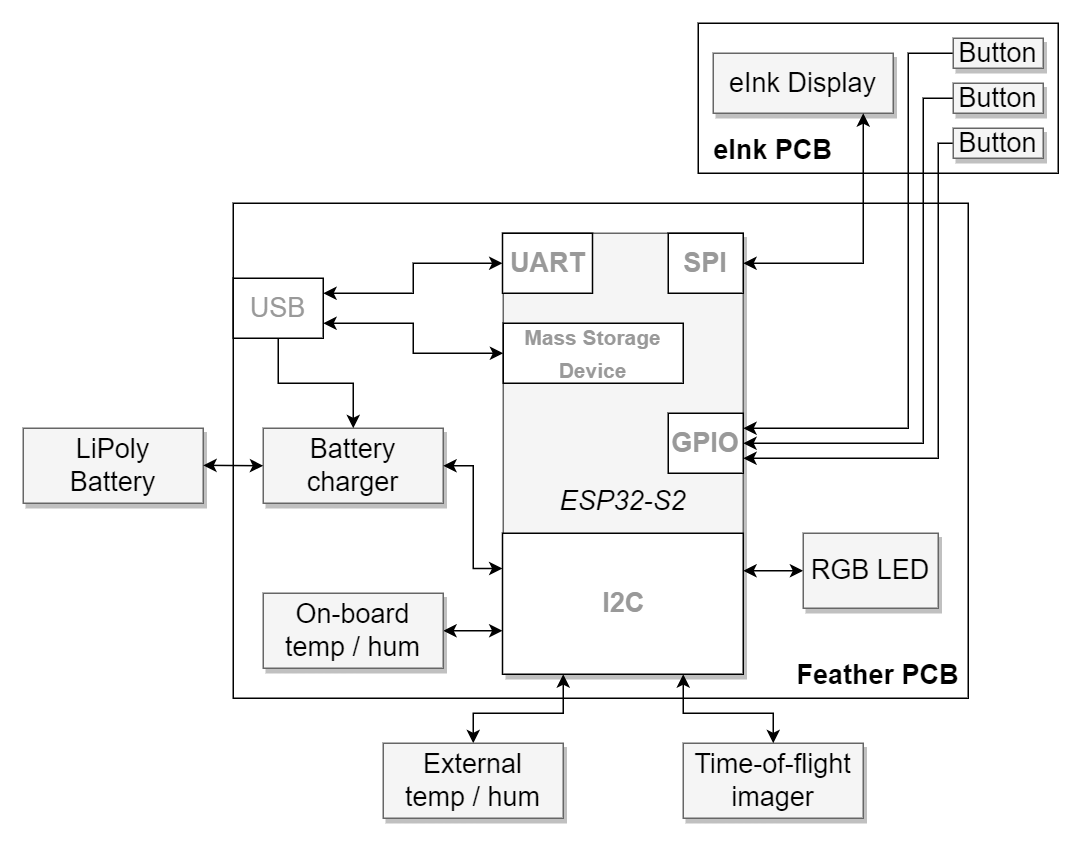 Button
eInk Display
Button
Button
eInk PCB
UART
SPI
USB
Mass Storage
Device
GPIO
LiPoly
Battery
Battery
charger
ESP32-S2
RGB LED
I2C
On-board
temp / hum
Feather PCB
External
temp / hum
Time-of-flight
imager